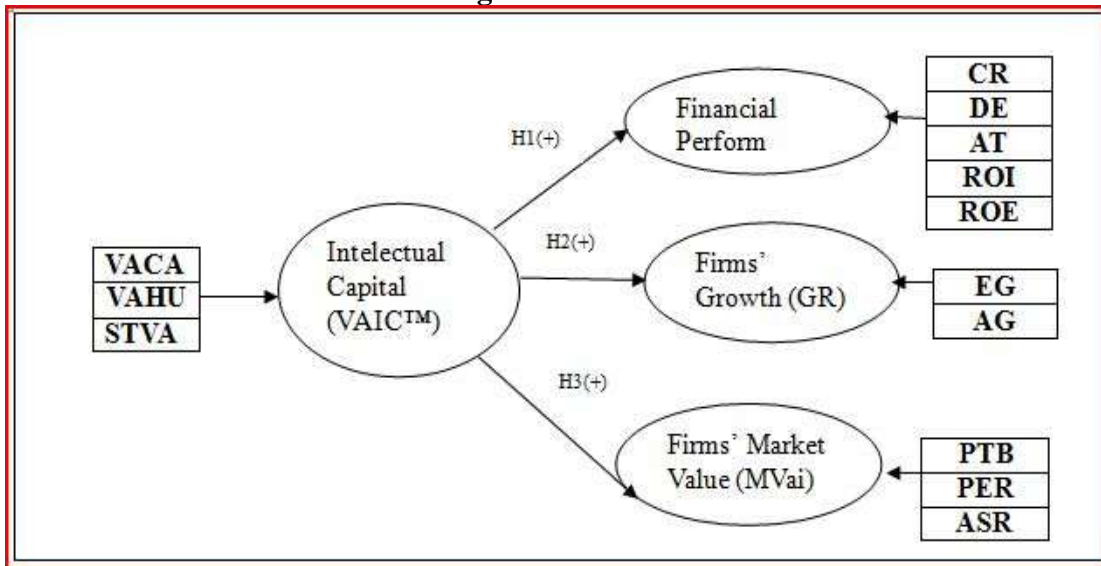 g
CR
Financial
Perform
DE
H1(+)
AT
ROI
ROE
Intelectual
Capital
(VAIC™)
H2(+)
Firms’
Growth (GR)
VACA
VAHU
STVA
EG
AG
H3(+)
Firms’ Market
Value (MVai)
PTB
PER
ASR